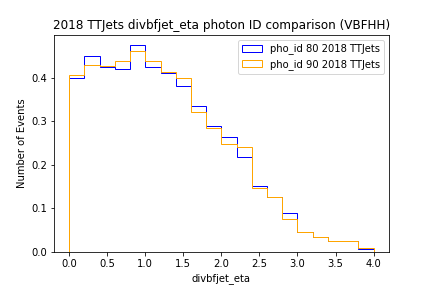 2018 TTJets divbfjet_eta photon ID comparison (VBFHH)
pho_id 80 2018 TTJets
pho_id 90 2018 TTJets
Number of Events
0.4
0.3
0.2
0.1
0.0
0.0 0.5 1.0 1.5 2.0 2.5 3.0 3.5 4.0
divbfjet_eta